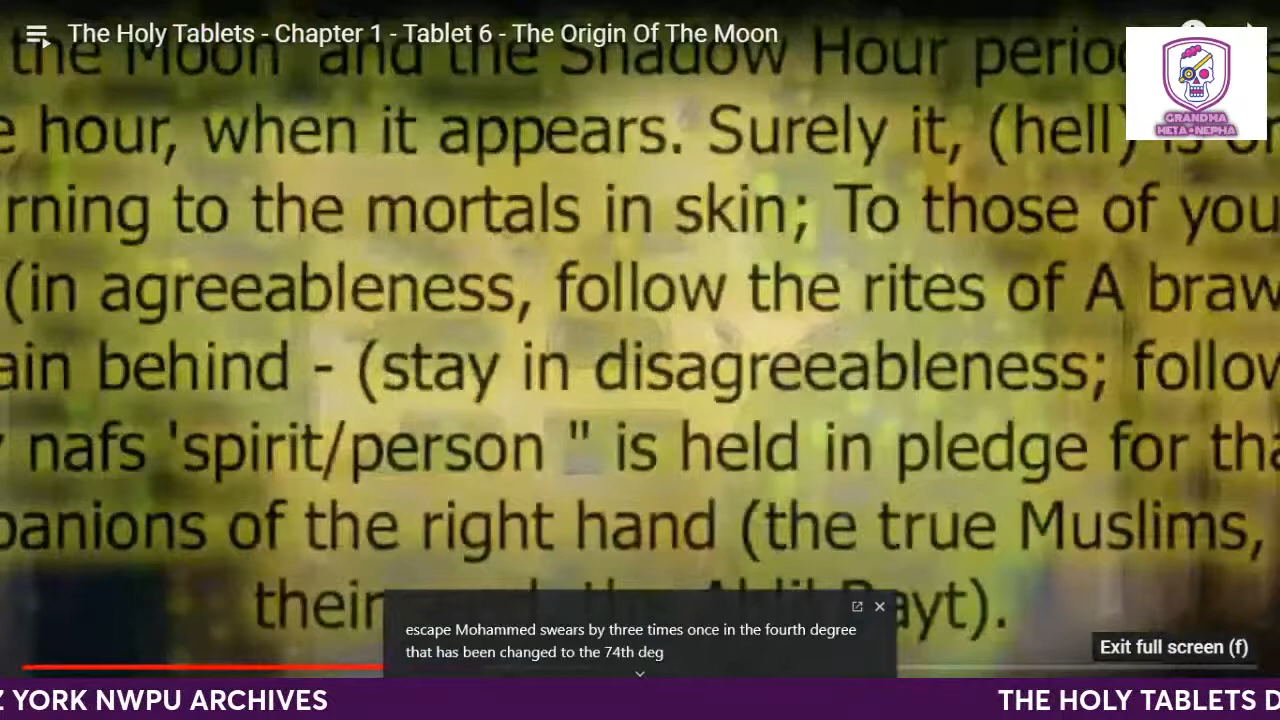 The Holy Tablets - Chapter 1 - Tablet 6 - The Origin Of The Moon
the Moon and the Shadow Hour
e hour, when it appears. Surely it, (hell)
GRANDMA
META•NEPHA
rning to the mortals in skin; To those of you
(in agreeableness, follow the rites of A braw
ain behind - (stay in disagreeableness; follow
nafs 'spirit/person " is held in pledge for tha
panions of the right hand (the true Muslims,
ayt).
escape Mohammed swears by three times once in the fourth degree
that has been changed to the 74th deg
Exit full screen (f)
Z YORK NWPU ARCHIVES
THE HOLY TABLETS D